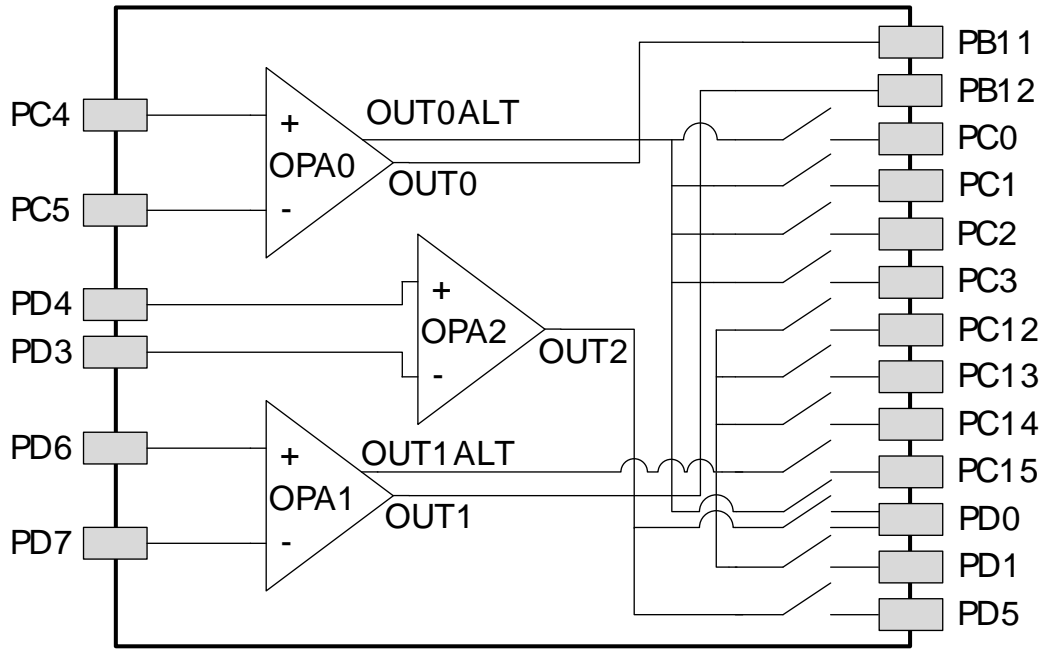 PC4
PC5
PD4
PD3
PD6
PD7
+
OPA0
-
OUT0ALT
OUT0
+
OPA2
-
OUT2
+
OPA1
-
OUT1ALT
OUT1
PB11
PB12
PC0
PC1
PC2
PC3
PC12
PC13
PC14
PC15
PD0
PD1
PD5